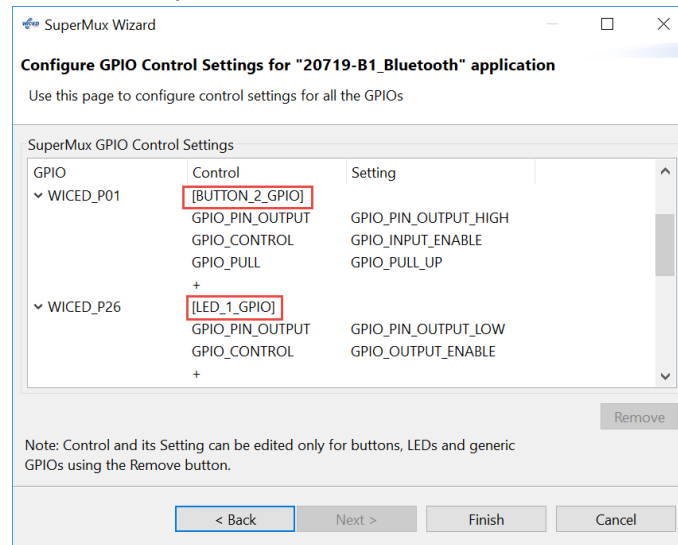 WICED SuperMux Wizard
Configure GPIO Control Settings for "20719-B1_Bluetooth" application
Use this page to configure control settings for all the GPIOs
SuperMux GPIO Control Settings
GPIO Control Setting
WICED_P01 [BUTTON_2_GPIO]
GPIO_PIN_OUTPUT GPIO_PIN_OUTPUT_HIGH
GPIO_CONTROL GPIO_INPUT_ENABLE
GPIO_PULL GPIO_PULL_UP
+
WICED_P26 [LED_1_GPIO]
GPIO_PIN_OUTPUT GPIO_PIN_OUTPUT_LOW
GPIO_CONTROL GPIO_OUTPUT_ENABLE
+
Remove
Note: Control and its Setting can be edited only for buttons, LEDs and generic
GPIOs using the Remove button.
< Back Next > Finish Cancel